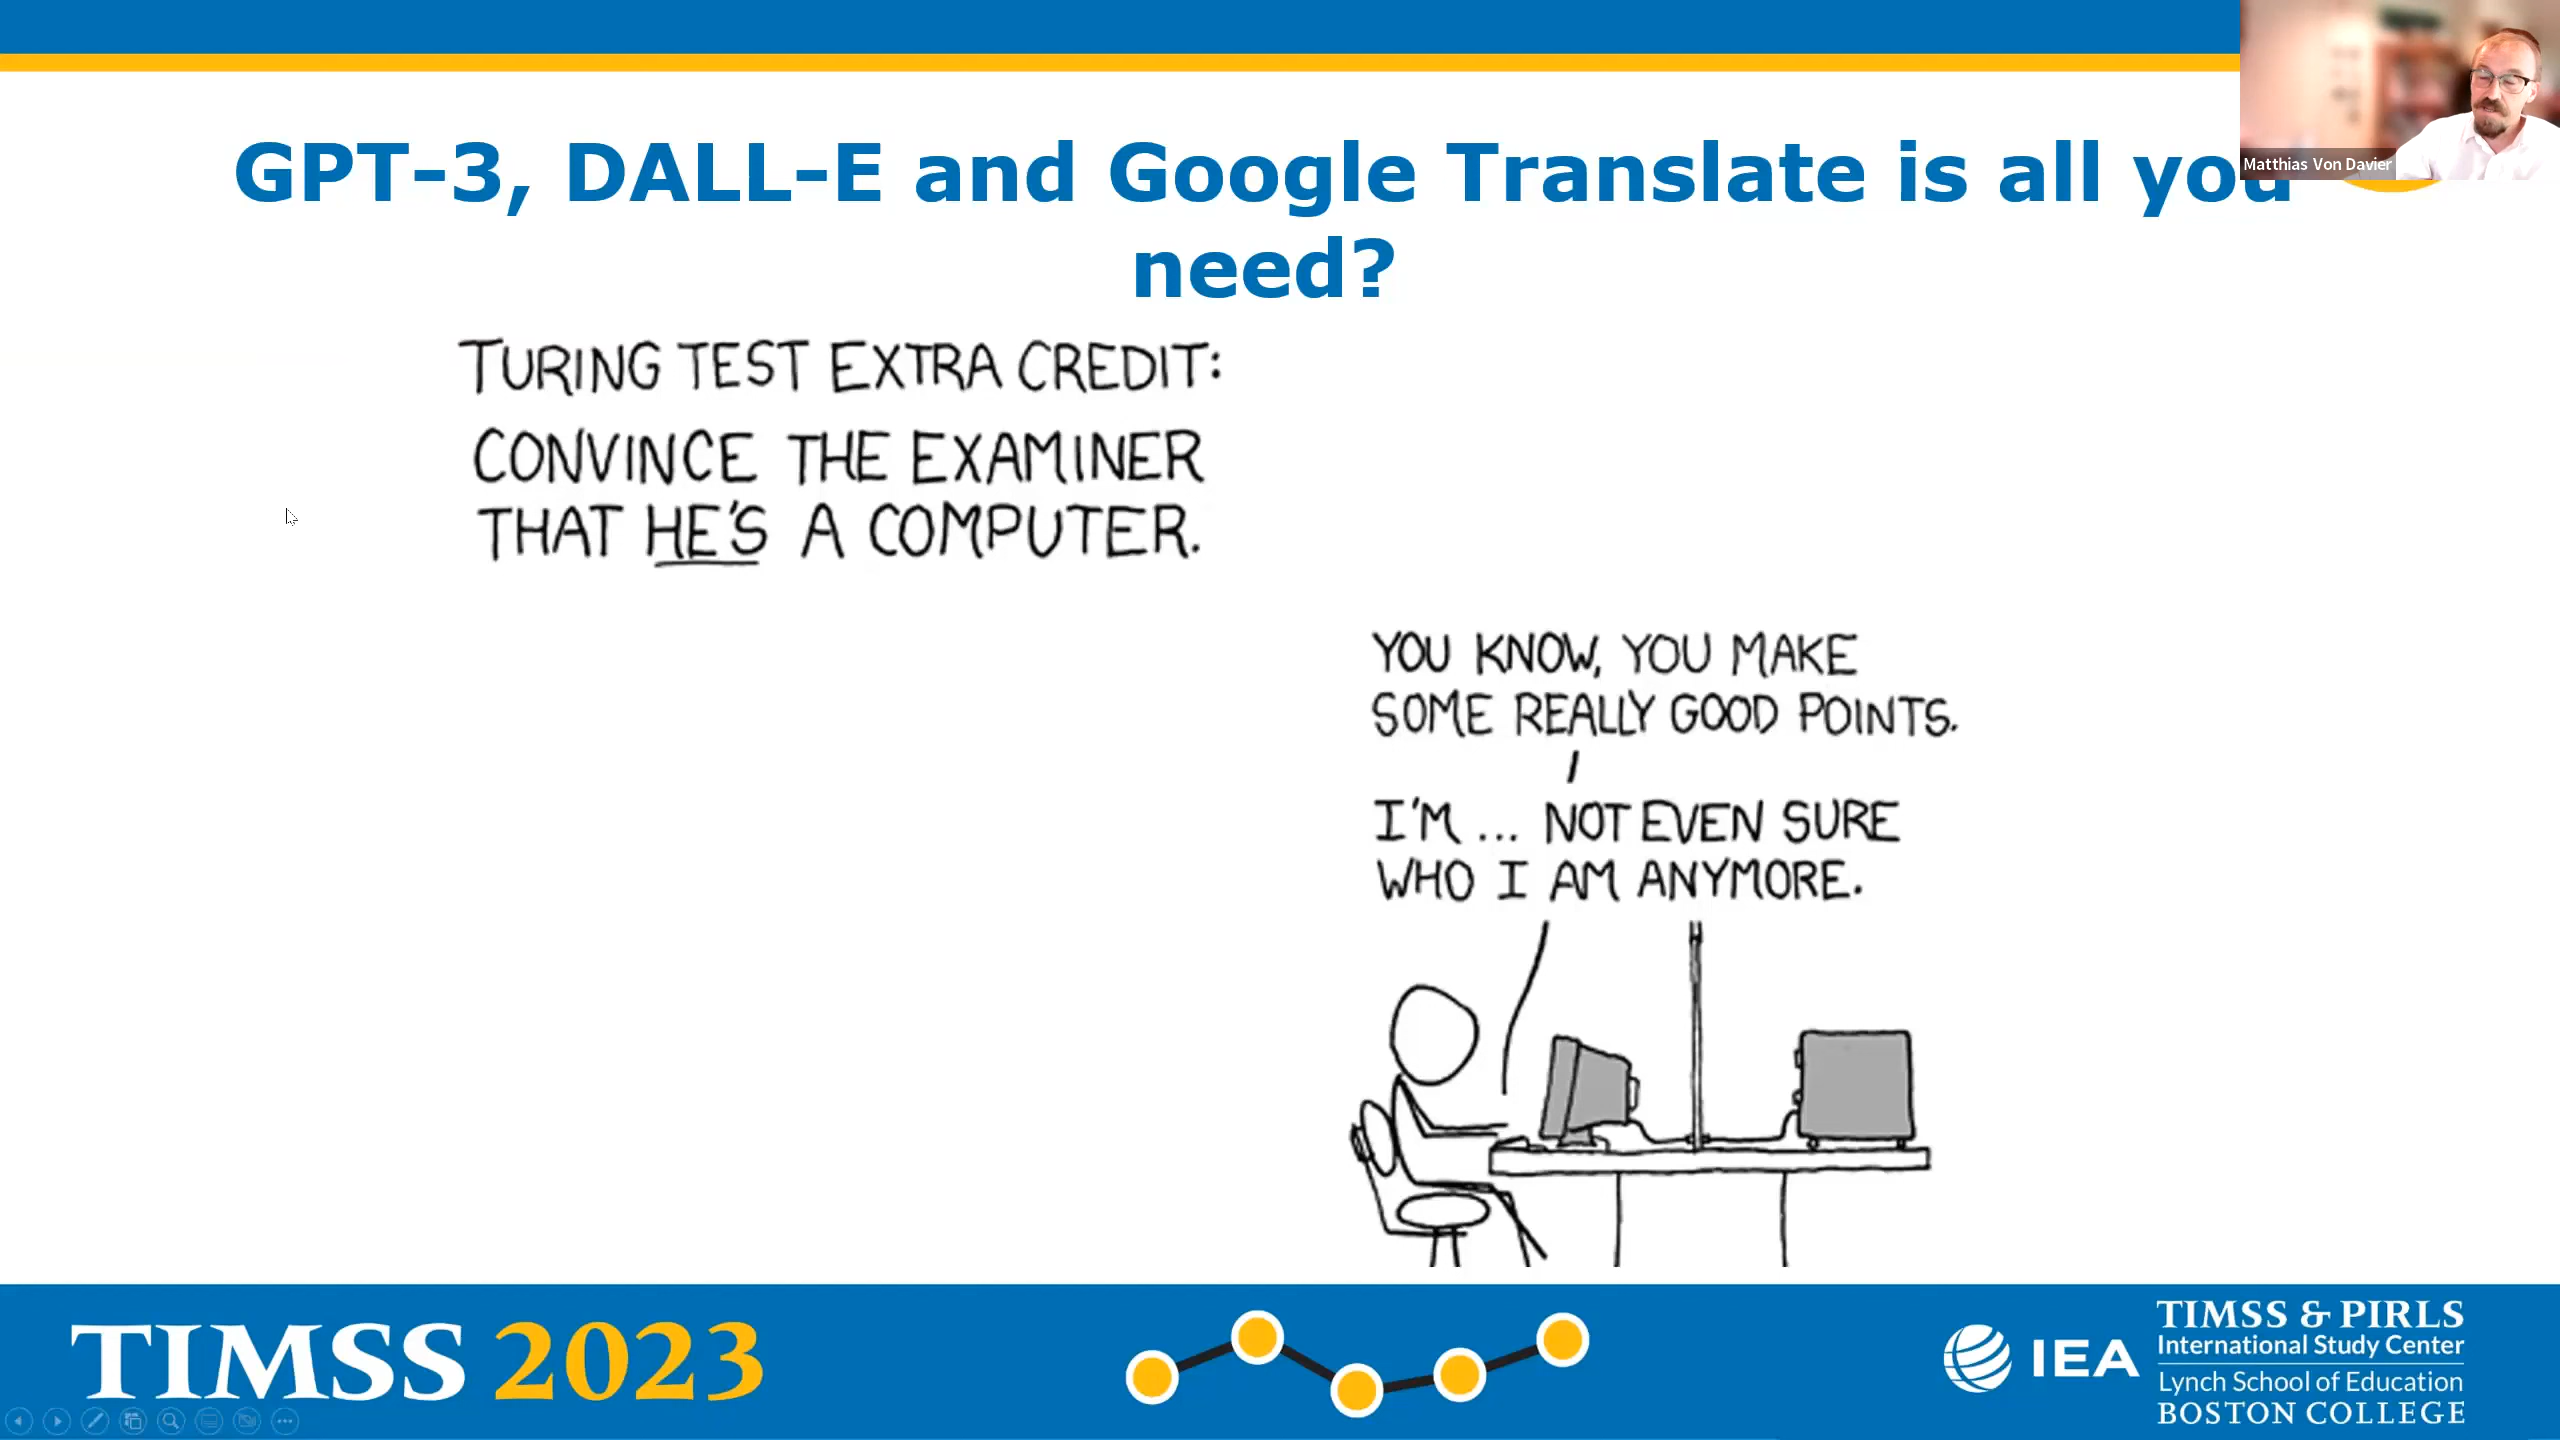 GPT-3, DALL-E and Google Translate is all you
need?
Matthias Von Davier
TURING TEST EXTRA CREDIT:
CONVINCE THE EXAMINER
THAT HE'S A COMPUTER.
YOU KNOW, YOU MAKE
SOME REALLY GOOD POINTS.
I'M ... NOT EVEN SURE
WHO I AM ANYMORE.
TIMSS 2023
IEA
TIMSS & PIRLS
International Study Center
Lynch School of Education
BOSTON COLLEGE